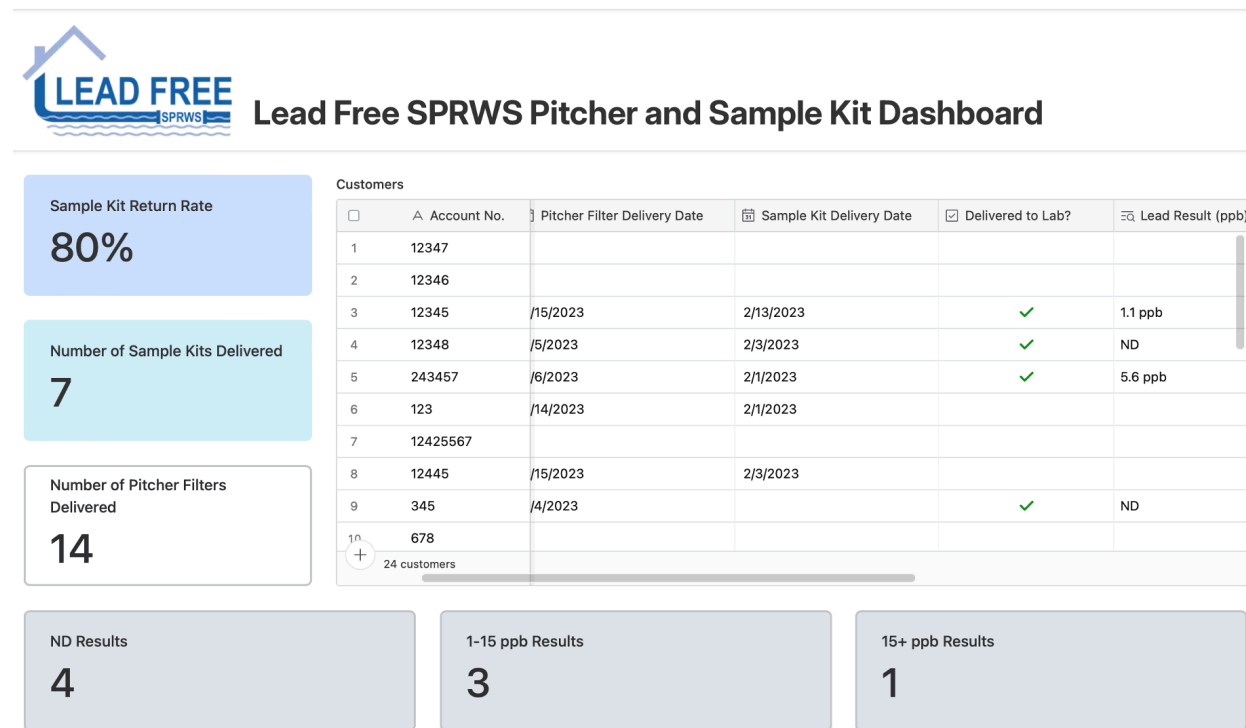 LEAD FREE
SPRWS
Lead Free SPRWS Pitcher and Sample Kit Dashboard
Sample Kit Return Rate
80%
Number of Sample Kits Delivered
7
Number of Pitcher Filters
Delivered
14
Customers
Account No. Pitcher Filter Delivery Date Sample Kit Delivery Date Delivered to Lab? Lead Result (ppb)
1 12347
2 12346
3 12345 /15/2023 2/13/2023 1.1 ppb
4 12348 /5/2023 2/3/2023 ND
5 243457 /6/2023 2/1/2023 5.6 ppb
6 123 /14/2023 2/1/2023
7 12425567
8 12445 /15/2023 2/3/2023
9 345 /4/2023 ND
10 678
24 customers
ND Results
4
1-15 ppb Results
3
15+ ppb Results
1